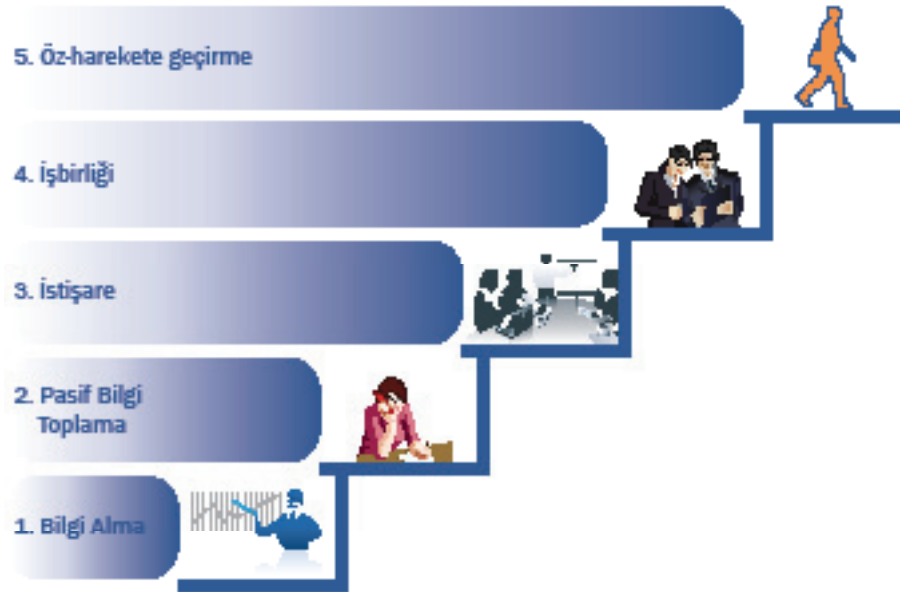 5. Öz-harekete geçirme
4. İşbirliği
3. İstişare
2. Pasif Bilgi
Toplama
1. Bilgi Alma